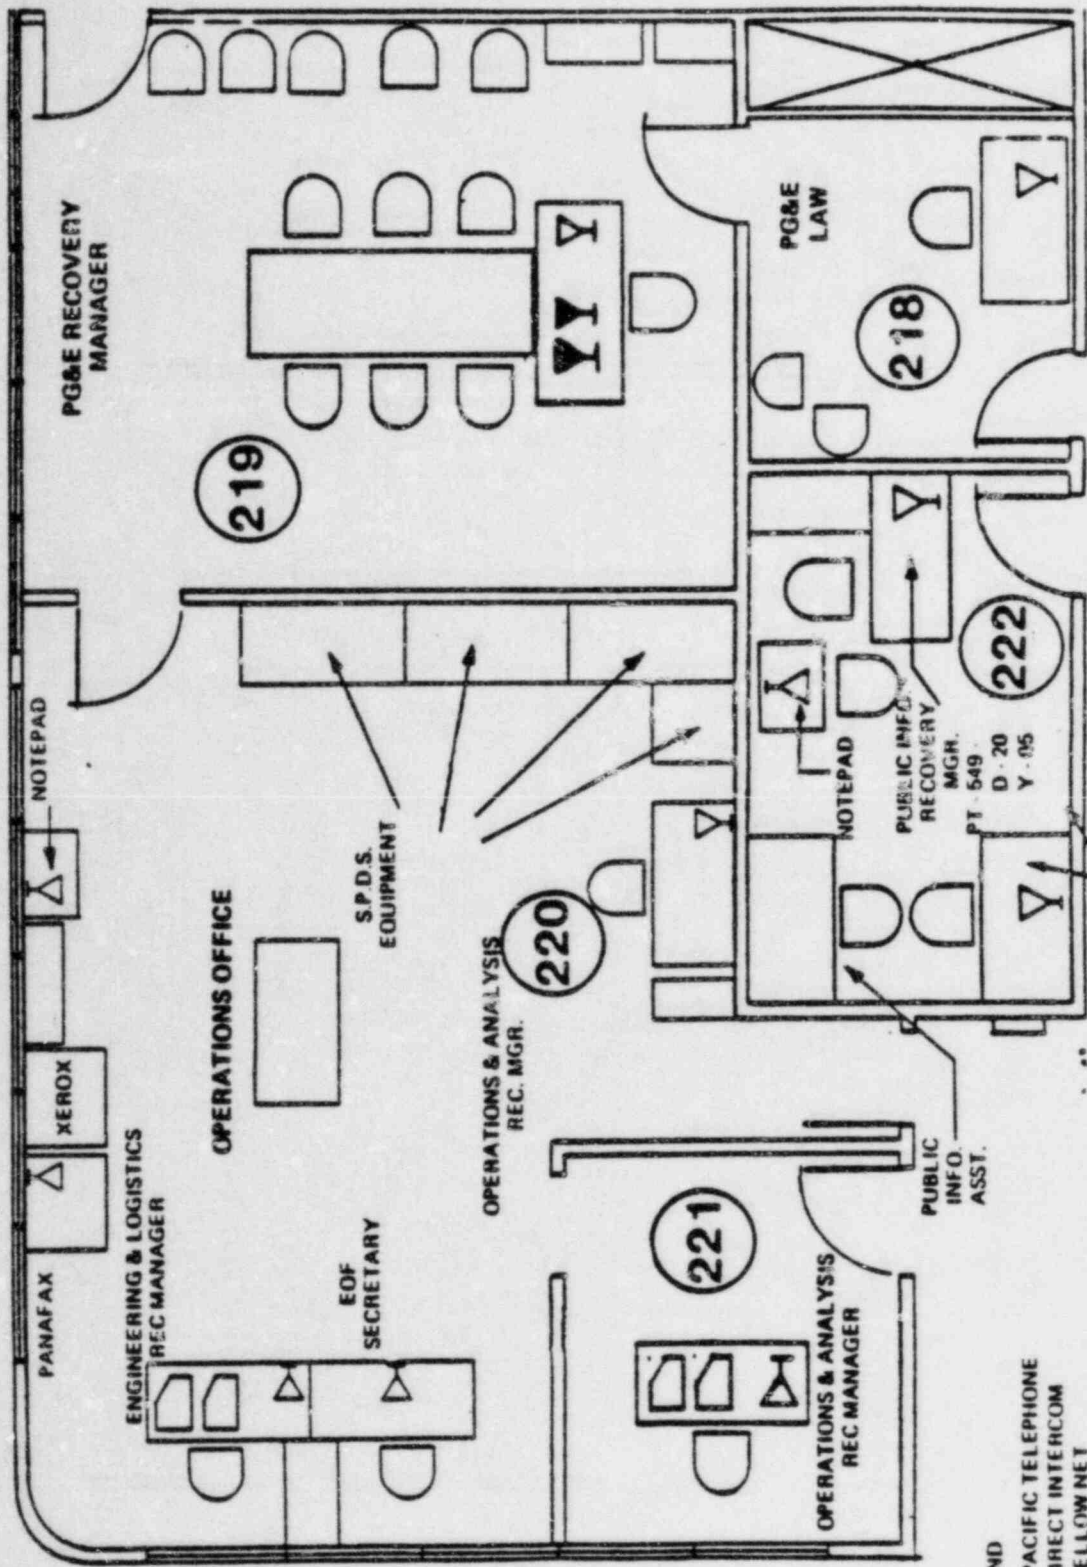 PG&E RECOVERY
MANAGER
219
PG&E
LAW
218
NOTEPAD
OPERATIONS OFFICE
S.P.D.S.
EQUIPMENT
OPERATIONS & ANALYSIS
REC. MGR.
220
NOTEPAD
PUBLIC INFO.
RECOVERY
MGR.
PT - 549
D - 20
Y - 05
222
XEROX
PANAFAX
ENGINEERING & LOGISTICS
REC MANAGER
EOF
SECRETARY
221
OPERATIONS & ANALYSIS
REC MANAGER
PUBLIC
INFO.
ASST.
PACIFIC TELEPHONE